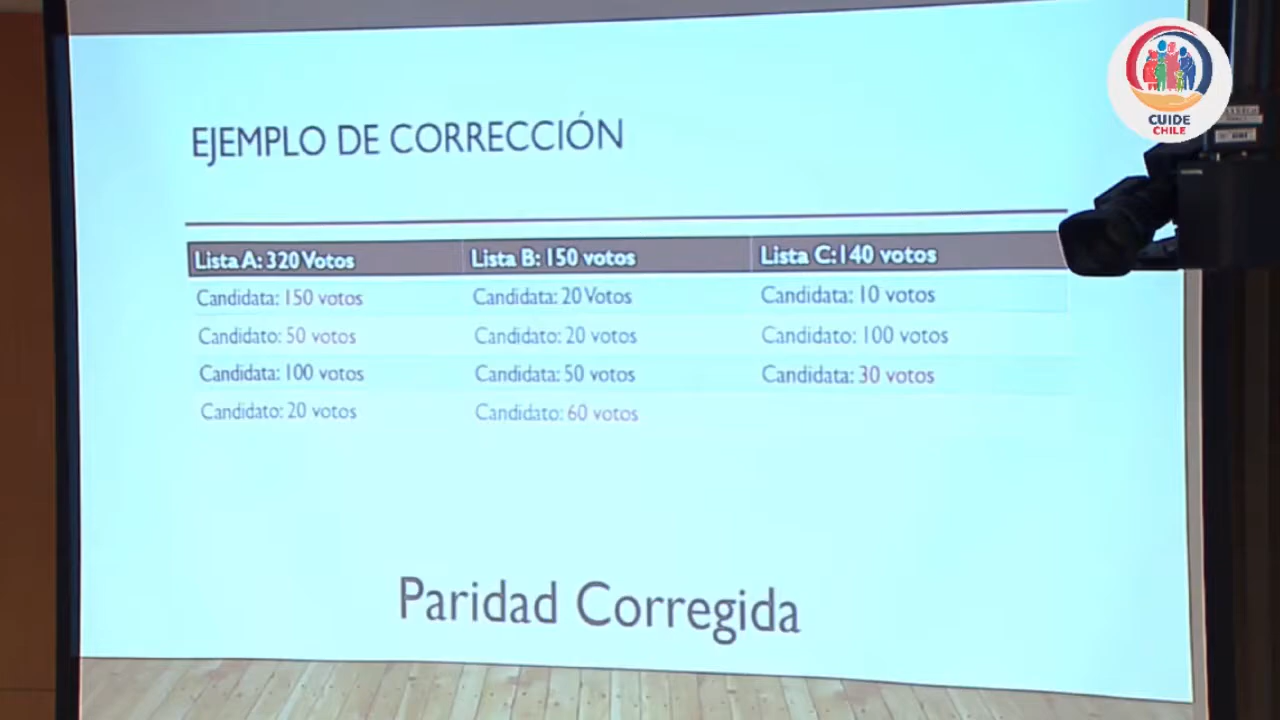 CUIDE
CHILE
EJEMPLO DE CORRECCIÓN
Lista A: 320 Votos Lista B: 150 votos Lista C:140 votos
Candidata: 150 votos Candidata: 20 Votos Candidata: 10 votos
Candidato: 50 votos Candidato: 20 votos Candidato: 100 votos
Candidata: 100 votos Candidata: 50 votos Candidata: 30 votos
Candidato: 20 votos Candidato: 60 votos
Paridad Corregida